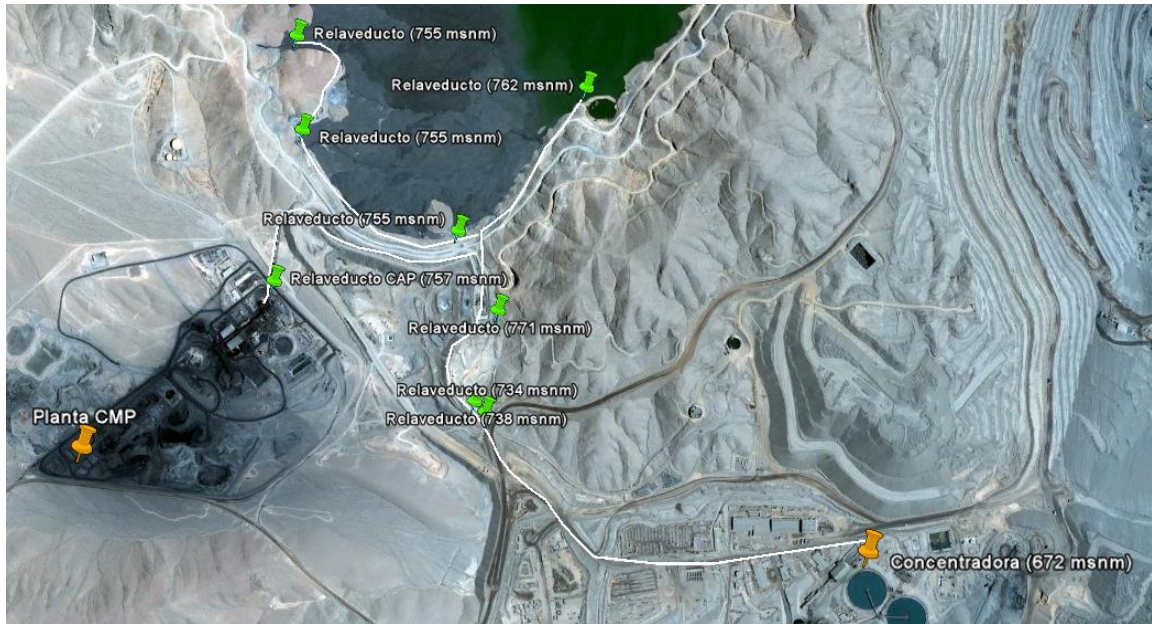 Relaveducto (755 msnm)
Relaveducto (762 msnm)
Relaveducto (755 msnm)
Relaveducto (755 msnm)
Relaveducto CAP (757 msnm)
Relaveducto (771 msnm)
Relaveducto (734 msnm)
Planta CMP
Relaveducto (738 msnm)
Concentradora (672 msnm)